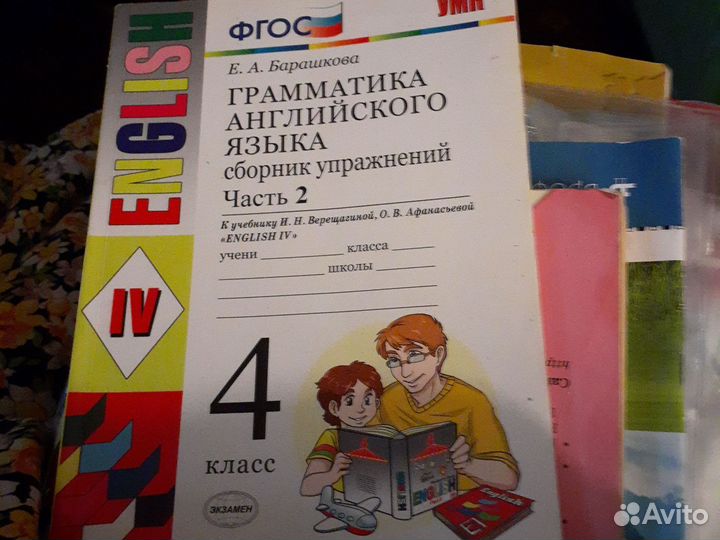 ФГОС
УМК
Е. А. Барашкова
ГРАММАТИКА
АНГЛИЙСКОГО
ЯЗЫКА
сборник упражнений
Часть 2
К учебнику И. Н. Верещагиной, О. В. Афанасьевой
«ENGLISH IV»
учени класса
школы
ENGLISH
IV
4
класс
ЭКЗАМЕН
ENGLISH
English
Avito